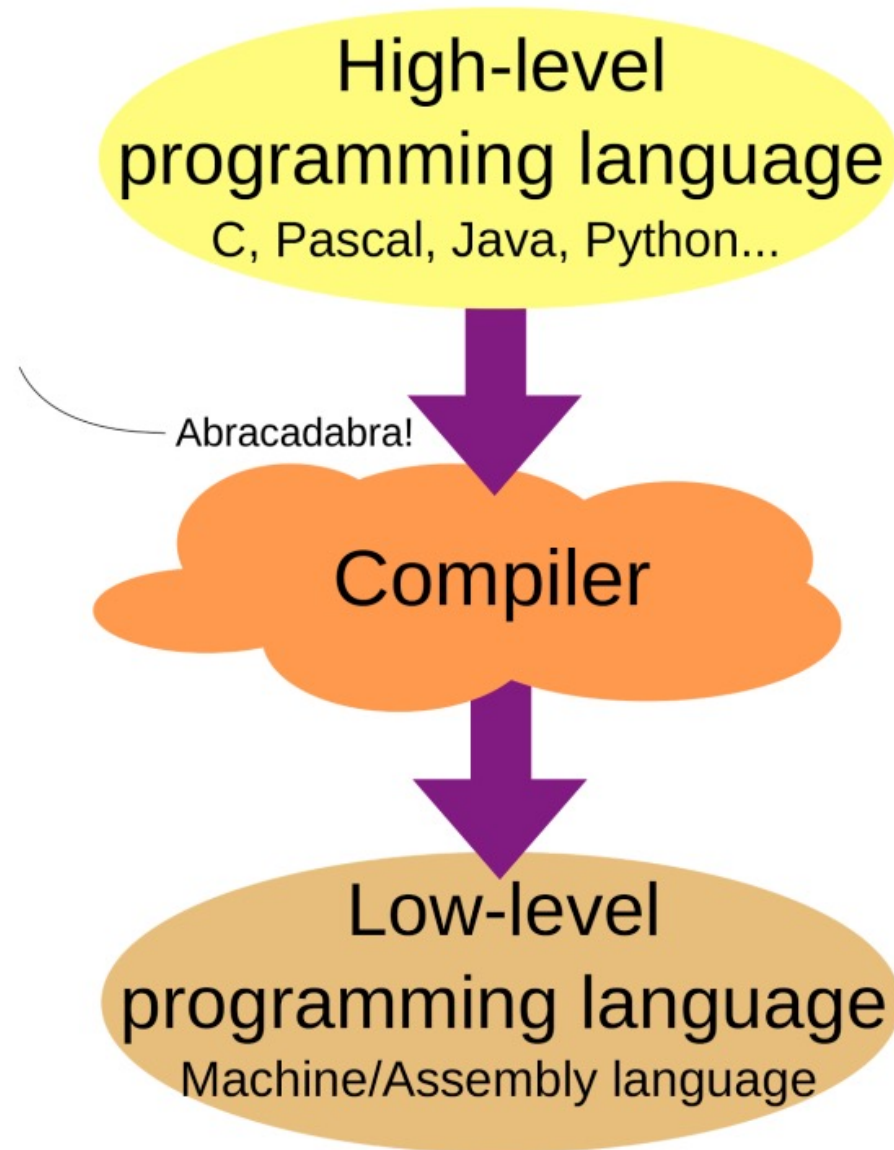 High-level
programming language
C, Pascal, Java, Python...
Abracadabra!
Compiler
Low-level
programming language
Machine/Assembly language